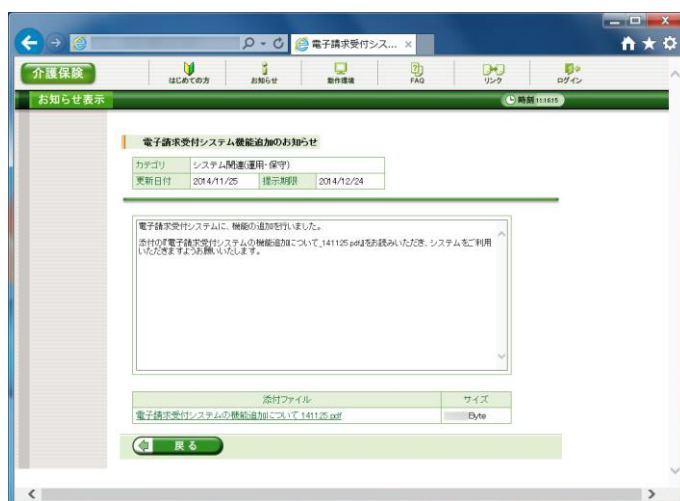 電子請求受付シス... ×
介護保険
はじめての方 お知らせ 動作環境 FAQ リンク ログイン
お知らせ表示
時刻 11:16:15
電子請求受付システム機能追加のお知らせ
カテゴリ システム関連(運用・保守)
更新日付 2014/11/25 提示期限 2014/12/24
電子請求受付システムに、機能の追加を行いました。
添付の『電子請求受付システムの機能追加について_141125.pdf』をお読みいただき、システムをご利用
いただきますようお願いいたします。
添付ファイル サイズ
電子請求受付システムの機能追加について_141125.pdf Byte
戻る